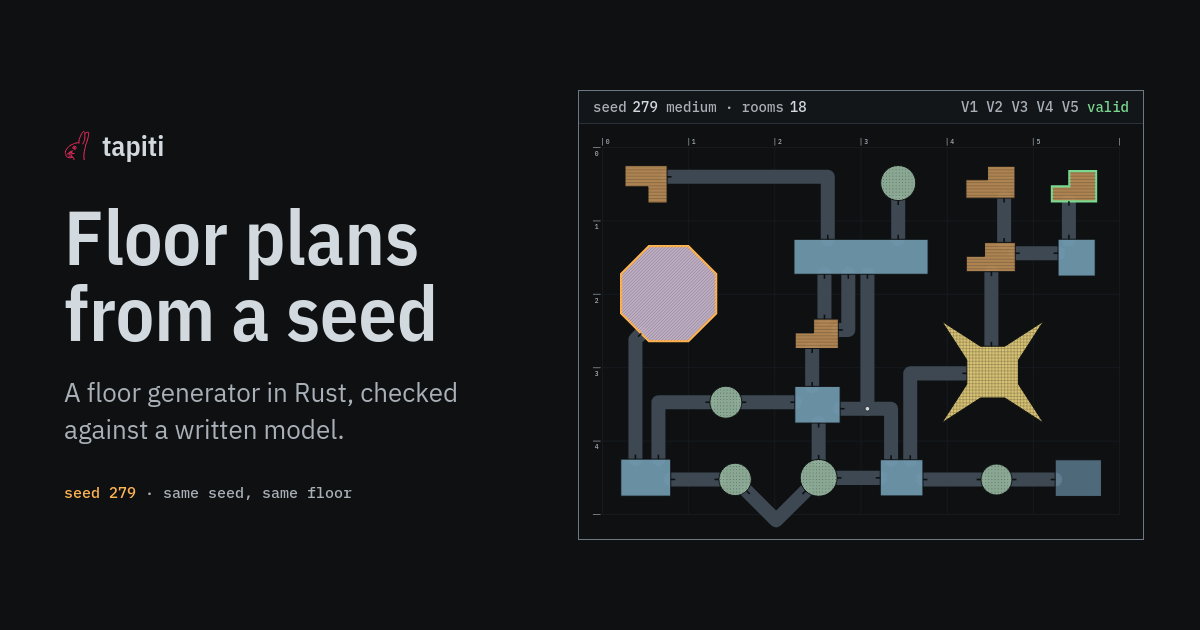 tapiti
Floor plans
from a seed
A floor generator in Rust, checked
against a written model.
seed 279 · same seed, same floor
seed 279 medium · rooms 18
V1 V2 V3 V4 V5 valid
0 1 2 3 4 5
0
1
2
3
4